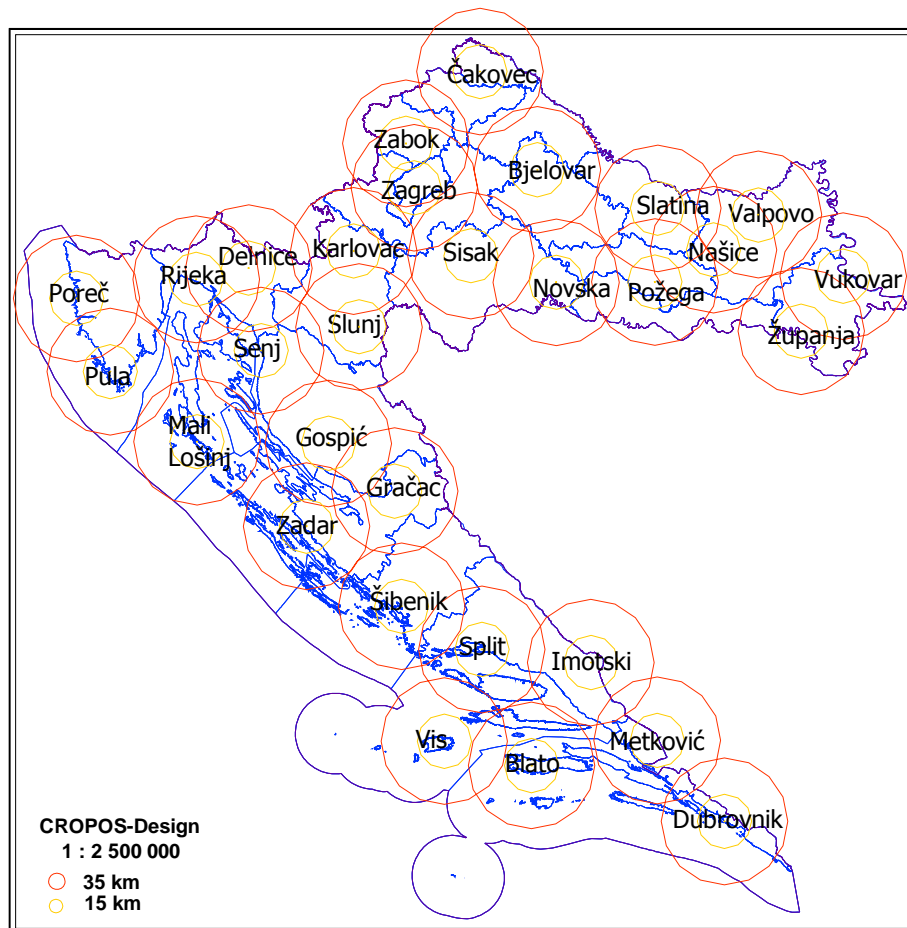 Čakovec
Zabok
Bjelovar
Zagreb
Slatina
Valpovo
Karlovac
Sisak
Našice
Delnice
Rijeka
Vukovar
Poreč
Novska
Požega
Slunj
Županja
Senj
Pula
Mali
Lošinj
Gospić
Gračac
Zadar
Šibenik
Split
Imotski
Vis
Metković
Blato
Dubrovnik
CROPOS-Design
1 : 2 500 000
35 km
15 km